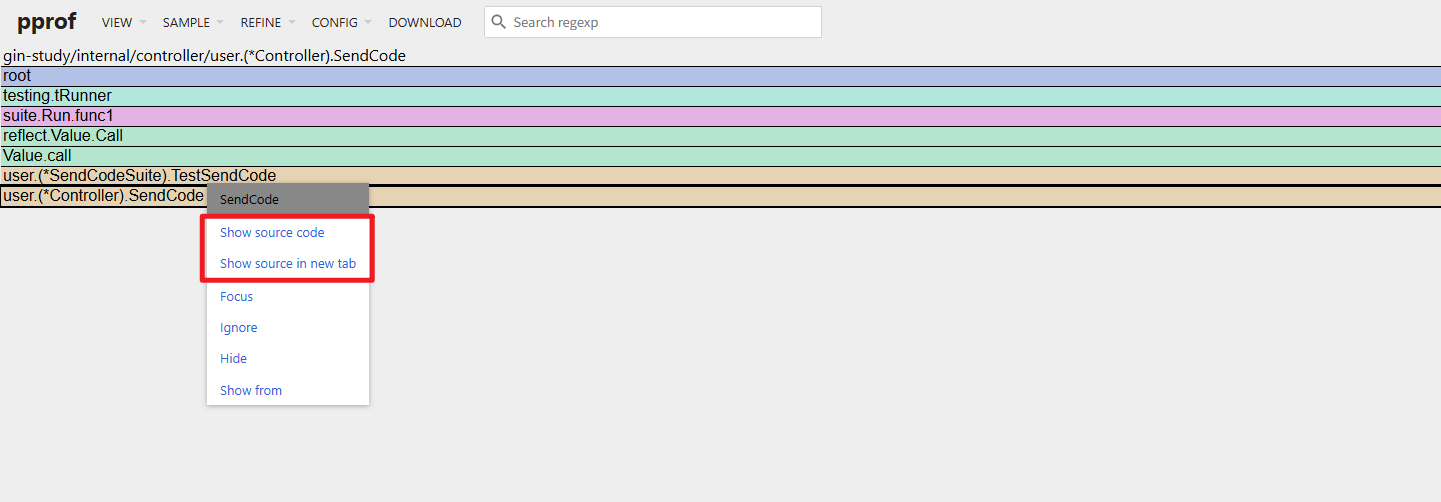 pprof VIEW SAMPLE REFINE CONFIG DOWNLOAD Search regexp
gin-study/internal/controller/user.(*Controller).SendCode
root
testing.tRunner
suite.Run.func1
reflect.Value.Call
Value.call
user.(*SendCodeSuite).TestSendCode
user.(*Controller).SendCode
SendCode
Show source code
Show source in new tab
Focus
Ignore
Hide
Show from